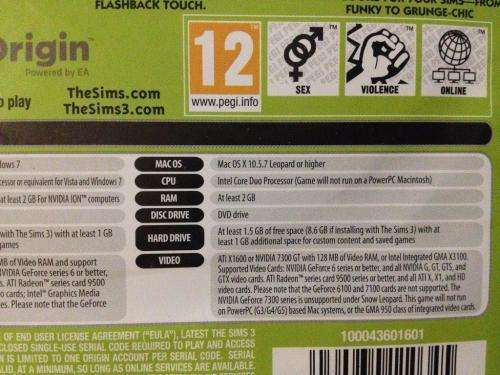 FLASHBACK TOUCH.
FUNKY TO GRUNGE-CHIC
Origin™
Powered by EA
to play
TheSims.com
TheSims3.com
12
www.pegi.info
SEX
VIOLENCE
ONLINE
MAC OS
Mac OS X 10.5.7 Leopard or higher
CPU
Intel Core Duo Processor (Game will not run on a PowerPC Macintosh)
RAM
At least 2 GB
DISC DRIVE
DVD drive
HARD DRIVE
At least 1.5 GB of free space (8.6 GB if installing with The Sims 3) with at
least 1 GB additional space for custom content and saved games
VIDEO
ATI X1600 or NVIDIA 7300 GT with 128 MB of Video RAM, or Intel Integrated GMA X3100.
Supported Video Cards: NVIDIA GeForce 6 series or better, and all NVIDIA G, GT, GTS, and
GTX video cards. ATI Radeon™ series card 9500 series or better, and all ATI X, X1, and HD
video cards. Please note that the GeForce 6100 and 7100 cards are not supported. The
NVIDIA GeForce 7300 series is unsupported under Snow Leopard. This game will not run
on PowerPC (G3/G4/G5) based Mac systems, or the GMA 950 class of integrated video cards.
dows 7
cessor or equivalent for Vista and Windows 7
at least 2 GB For NVIDIA ION™ computers
with The Sims 3) with at least 1 GB
games
MB of Video RAM and support
NVIDIA GeForce 6 series or better,
s. ATI Radeon™ series card 9500
eo cards; Intel® Graphics Media
es. Please note that the GeForce
OF END USER LICENSE AGREEMENT ("EULA"), LATEST THE SIMS 3
CLOSED SINGLE-USE SERIAL CODE REQUIRED TO PLAY AND ACCESS
N IS LIMITED TO ONE ORIGIN ACCOUNT PER SERIAL CODE. SERIAL
ALID. AT A MINIMUM, SO LONG AS ONLINE SERVICES ARE AVAILABLE.
100043601601